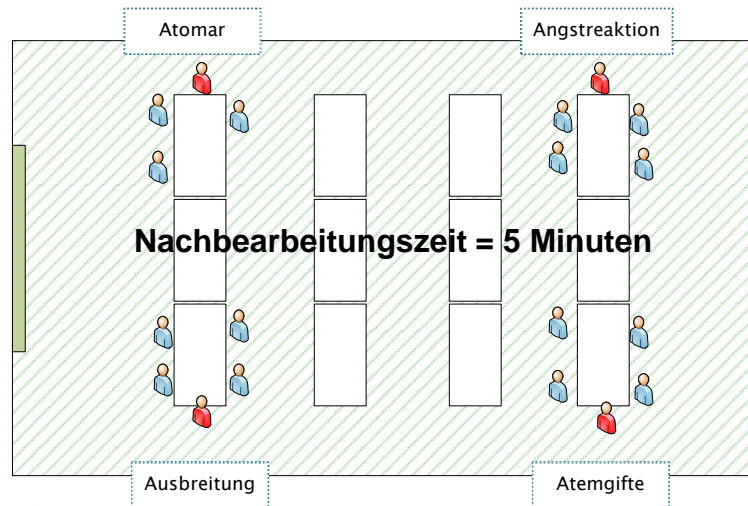 Atomar
Angstreaktion
Nachbearbeitungszeit = 5 Minuten
Ausbreitung
Atemgifte